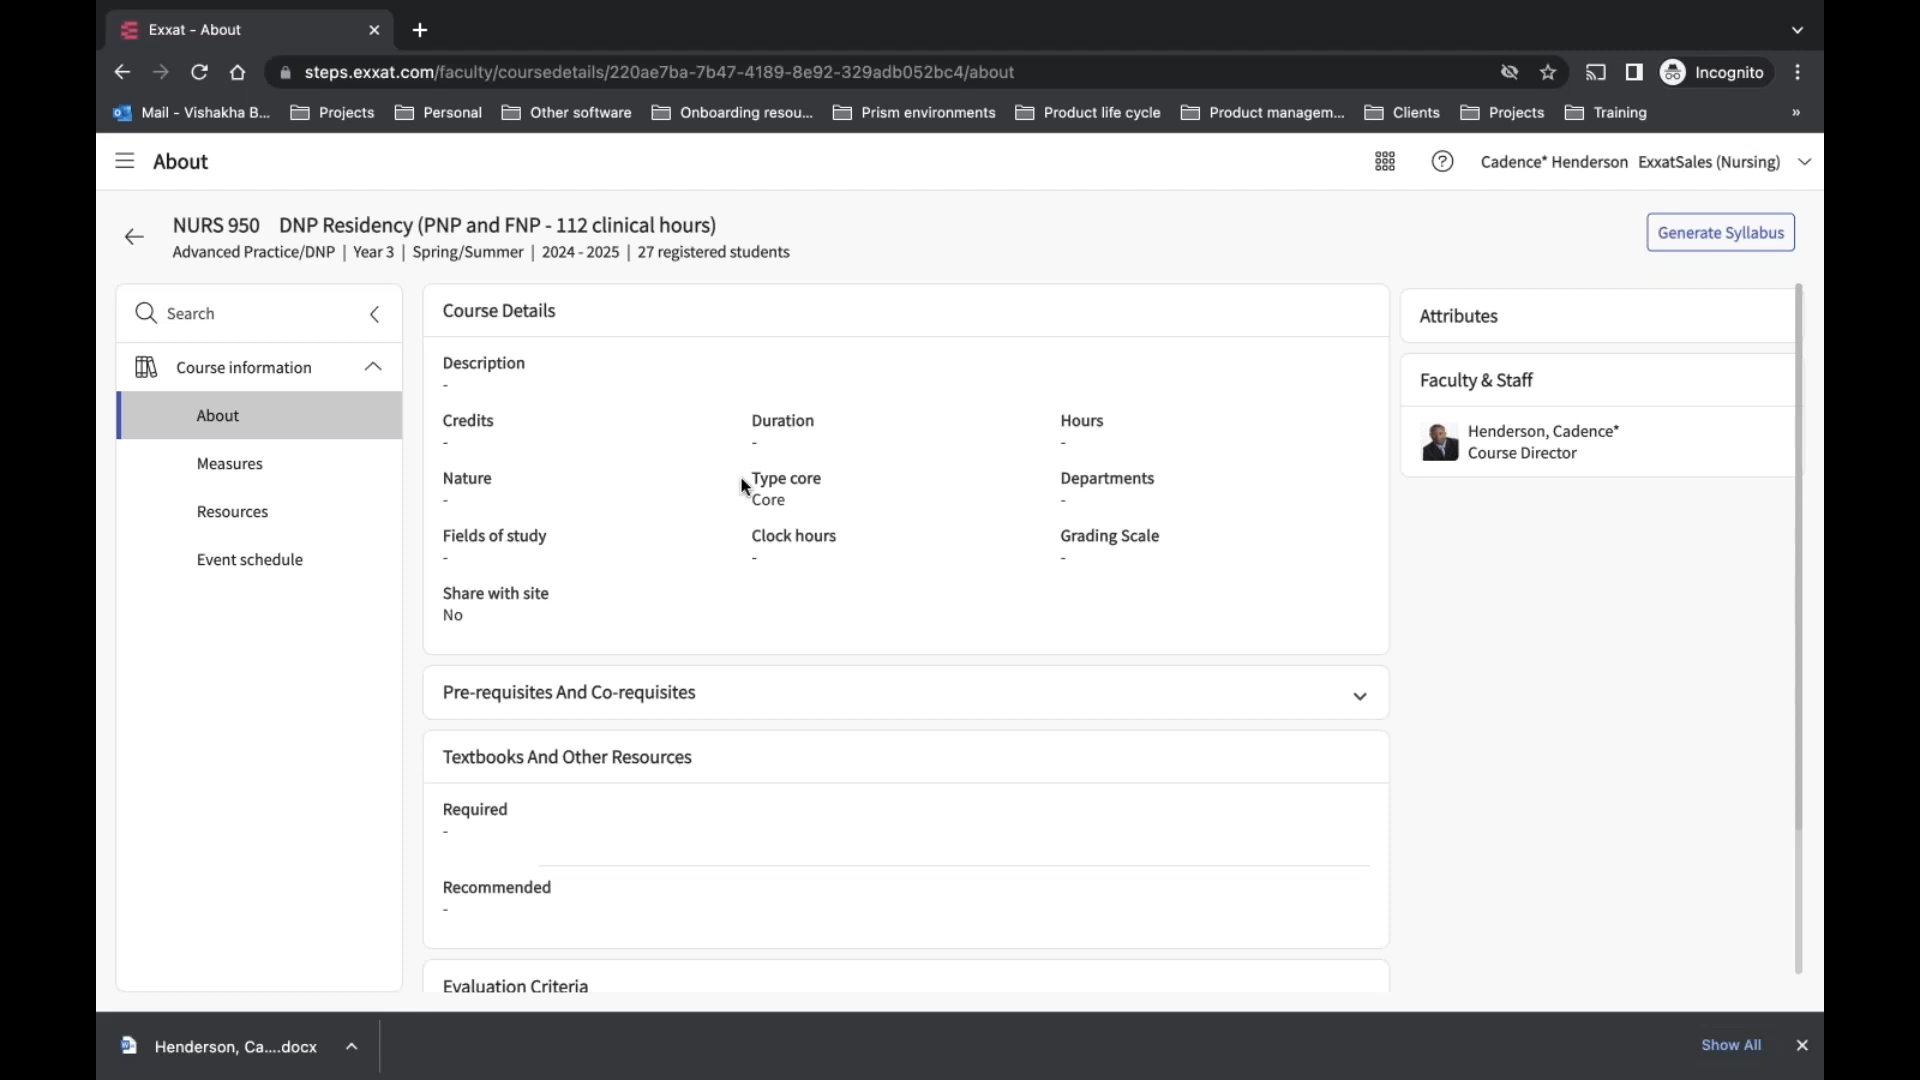 Exxat - About
steps.exxat.com/faculty/coursedetails/220ae7ba-7b47-4189-8e92-329adb052bc4/about
Incognito
Mail - Vishakha B... Projects Personal Other software Onboarding resou... Prism environments Product life cycle Product managem... Clients Projects Training »
About
Cadence* Henderson ExxatSales (Nursing)
NURS 950 DNP Residency (PNP and FNP - 112 clinical hours)
Advanced Practice/DNP | Year 3 | Spring/Summer | 2024 - 2025 | 27 registered students
Generate Syllabus
Search
Course information
About
Measures
Resources
Event schedule
Course Details
Description
-
Credits Duration Hours
- - -
Nature Type core Departments
- Core -
Fields of study Clock hours Grading Scale
- - -
Share with site
No
Pre-requisites And Co-requisites
Textbooks And Other Resources
Required
-
Recommended
-
Evaluation Criteria
Attributes
Faculty & Staff
Henderson, Cadence*
Course Director
Henderson, Ca....docx
Show All